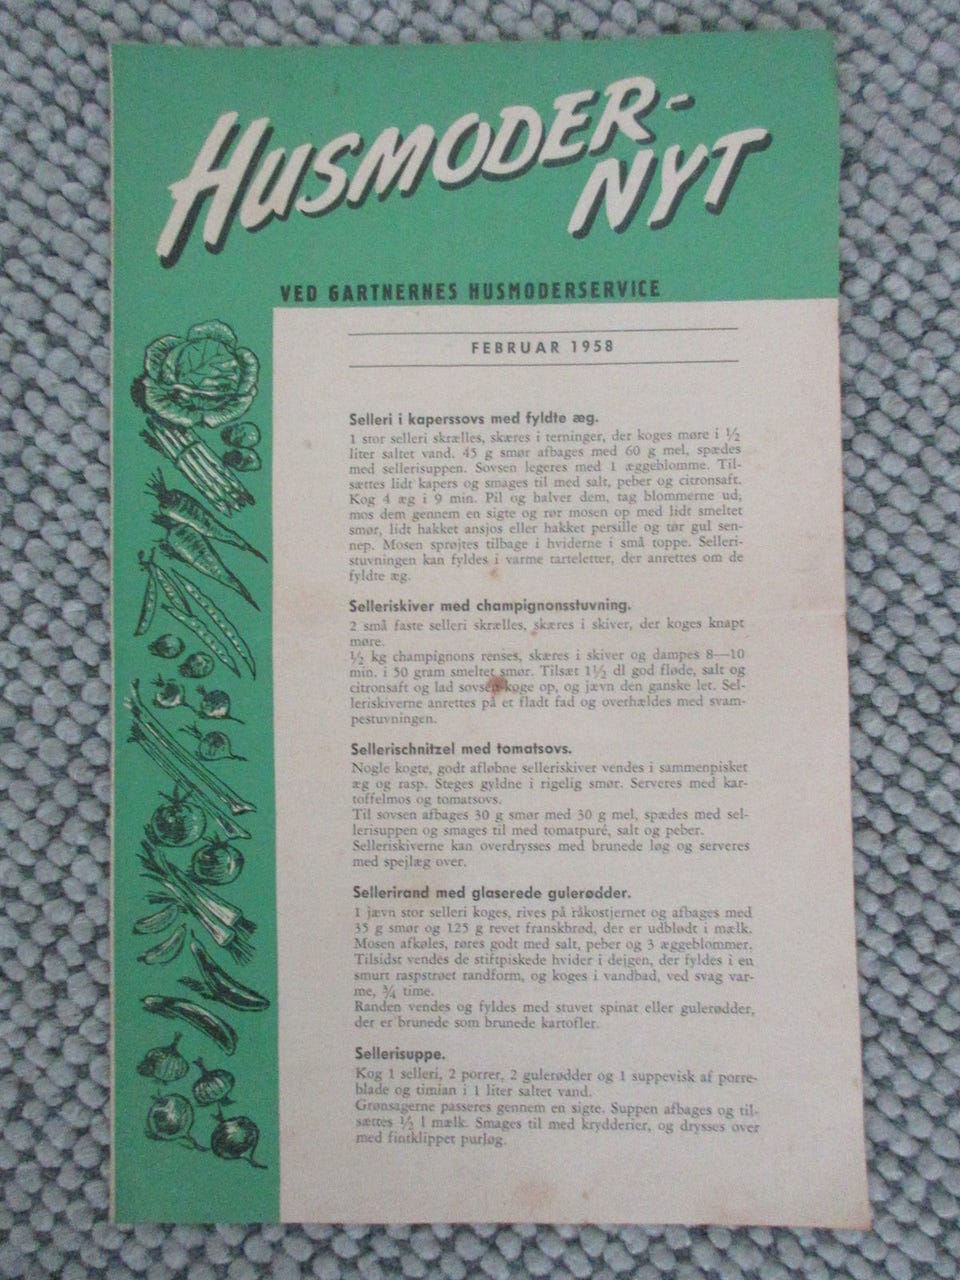 HUSMODER-
NYT
VED GARTNERNES HUSMODERSERVICE
FEBRUAR 1958
Selleri i kaperssovs med fyldte æg.
1 stor selleri skrælles, skæres i terninger, der koges møre i ½
liter saltet vand. 45 g smør afbages med 60 g mel, spædes
med sellerisuppen. Sovsen legeres med 1 æggeblomme. Til-
sættes lidt kapers og smages til med salt, peber og citronsaft.
Kog 4 æg i 9 min. Pil og halver dem, tag blommerne ud,
mos dem gennem en sigte og rør mosen op med lidt smeltet
smør, lidt hakket ansjos eller hakket persille og tør gul sen-
nep. Mosen sprøjtes tilbage i hviderne i små toppe. Selleri-
stuvningen kan fyldes i varme tarteletter, der anrettes om de
fyldte æg.
Selleriskiver med champignonsstuvning.
2 små faste selleri skrælles, skæres i skiver, der koges knapt
møre.
½ kg champignons renses, skæres i skiver og dampes 8—10
min. i 50 gram smeltet smør. Tilsæt 1½ dl god fløde, salt og
citronsaft og lad sovsen koge op, og jævn den ganske let. Sel-
leriskiverne anrettes på et fladt fad og overhældes med svam-
pestuvningen.
Sellerischnitzel med tomatsovs.
Nogle kogte, godt afløbne selleriskiver vendes i sammenpisket
æg og rasp. Steges gyldne i rigelig smør. Serveres med kar-
toffelmos og tomatsovs.
Til sovsen afbages 30 g smør med 30 g mel, spædes med sel-
lerisuppen og smages til med tomatpuré, salt og peber.
Selleriskiverne kan overdrysses med brunede løg og serveres
med spejlæg over.
Sellerirand med glaserede gulerødder.
1 jævn stor selleri koges, rives på råkostjernet og afbages med
35 g smør og 125 g revet franskbrød, der er udblødt i mælk.
Mosen afkøles, røres godt med salt, peber og 3 æggeblommer.
Tilsidst vendes de stiftpiskede hvider i dejgen, der fyldes i en
smurt raspstrøet randform, og koges i vandbad, ved svag var-
me, ¾ time.
Randen vendes og fyldes med stuvet spinat eller gulerødder,
der er brunede som brunede kartofler.
Sellerisuppe.
Kog 1 selleri, 2 porrer, 2 gulerødder og 1 suppevisk af porre-
blade og timian i 1 liter saltet vand.
Grønsagerne passeres gennem en sigte. Suppen afbages og til-
sættes ½ l mælk. Smages til med krydderier, og drysses over
med fintklippet purløg.